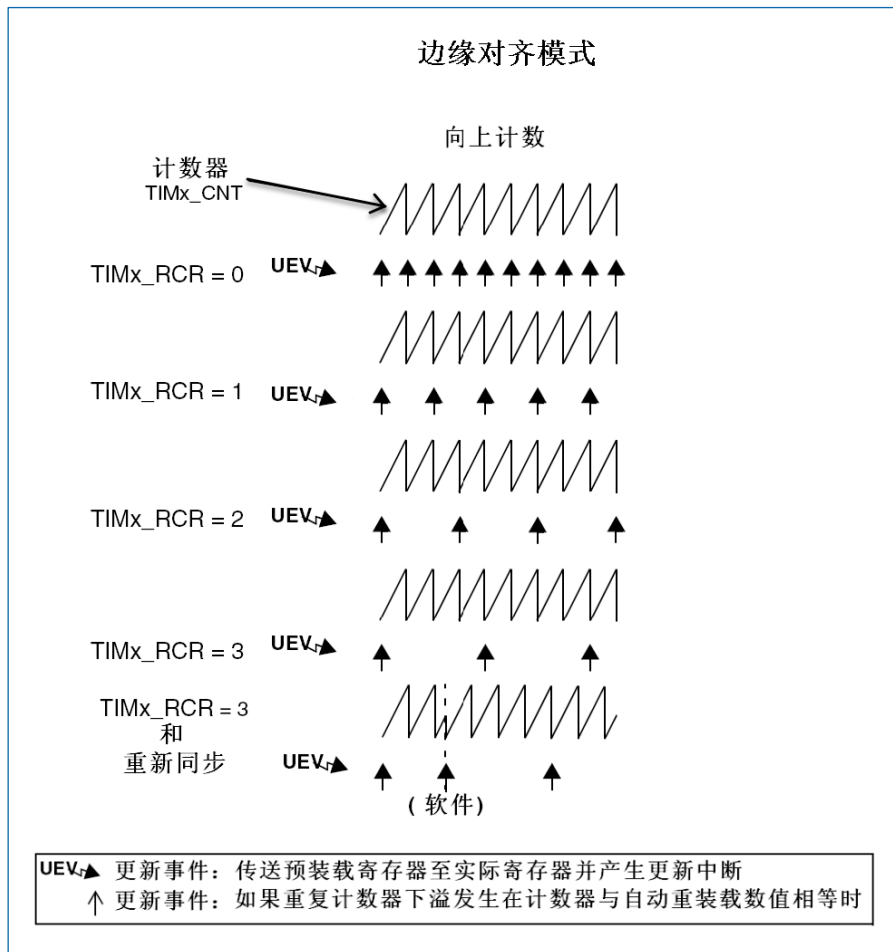 边缘对齐模式
向上计数
计数器
TIMx_CNT
TIMx_RCR = 0 UEV
TIMx_RCR = 1 UEV
TIMx_RCR = 2 UEV
TIMx_RCR = 3 UEV
TIMx_RCR = 3
和
重新同步 UEV
( 软件)
UEV 更新事件：传送预装载寄存器至实际寄存器并产生更新中断
更新事件：如果重复计数器下溢发生在计数器与自动重装载数值相等时